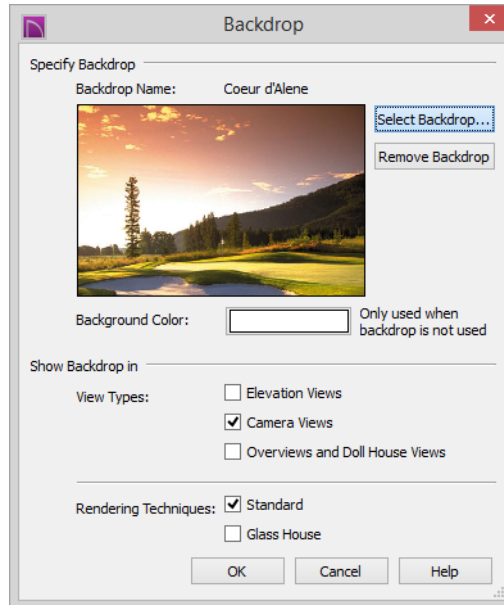 Backdrop
Specify Backdrop
Backdrop Name: Coeur d'Alene
Select Backdrop...
Remove Backdrop
Background Color:
Only used when
backdrop is not used
Show Backdrop in
View Types:
Elevation Views
Camera Views
Overviews and Doll House Views
Rendering Techniques:
Standard
Glass House
OK Cancel Help